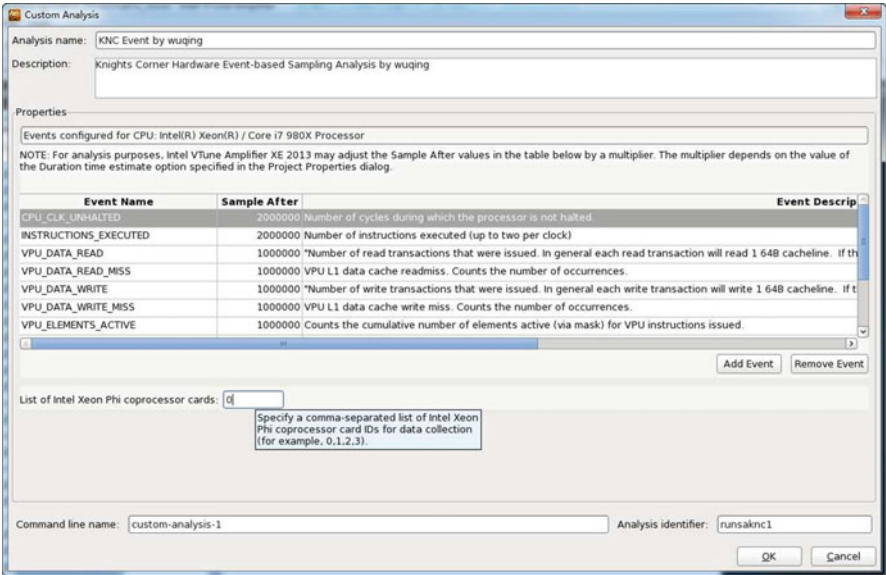 Custom Analysis
Analysis name: KNC Event by wuqing
Description: Knights Corner Hardware Event-based Sampling Analysis by wuqing
Properties
Events configured for CPU: Intel(R) Xeon(R) / Core i7 980X Processor
NOTE: For analysis purposes, Intel VTune Amplifier XE 2013 may adjust the Sample After values in the table below by a multiplier. The multiplier depends on the value of
the Duration time estimate option specified in the Project Properties dialog.
Event Name Sample After Event Descrip
CPU_CLK_UNHALTED 2000000 Number of cycles during which the processor is not halted.
INSTRUCTIONS_EXECUTED 2000000 Number of instructions executed (up to two per clock)
VPU_DATA_READ 1000000 "Number of read transactions that were issued. In general each read transaction will read 1 64B cacheline. If th
VPU_DATA_READ_MISS 1000000 VPU L1 data cache readmiss. Counts the number of occurrences.
VPU_DATA_WRITE 1000000 "Number of write transactions that were issued. In general each write transaction will write 1 64B cacheline. If t
VPU_DATA_WRITE_MISS 1000000 VPU L1 data cache write miss. Counts the number of occurrences.
VPU_ELEMENTS_ACTIVE 1000000 Counts the cumulative number of elements active (via mask) for VPU instructions issued.
Add Event Remove Event
List of Intel Xeon Phi coprocessor cards: 0
Specify a comma-separated list of Intel Xeon
Phi coprocessor card IDs for data collection
(for example, 0,1,2,3).
Command line name: custom-analysis-1 Analysis identifier: runsaknc1
OK Cancel